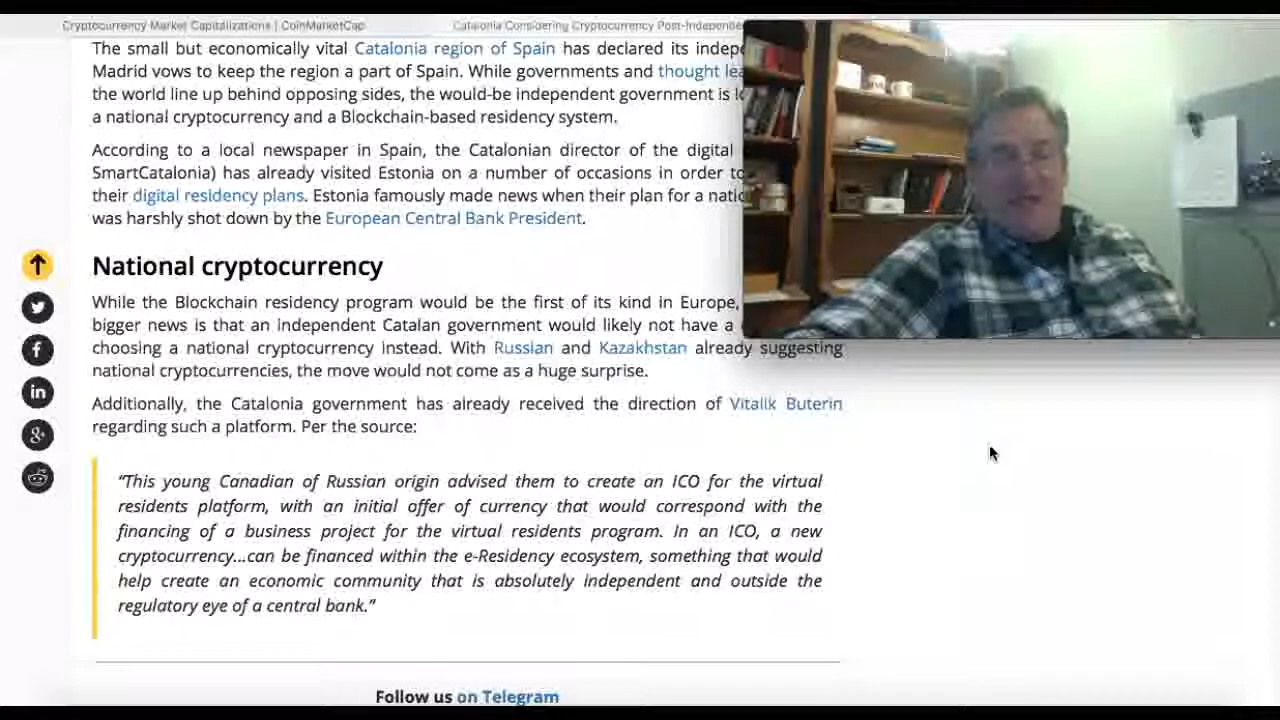 Cryptocurrency Market Capitalizations | CoinMarketCap
Catalonia Considering Cryptocurrency Post-Independe
The small but economically vital Catalonia region of Spain has declared its indep
Madrid vows to keep the region a part of Spain. While governments and thought lea
the world line up behind opposing sides, the would-be independent government is lo
a national cryptocurrency and a Blockchain-based residency system.
According to a local newspaper in Spain, the Catalonian director of the digital
SmartCatalonia) has already visited Estonia on a number of occasions in order to
their digital residency plans. Estonia famously made news when their plan for a natio
was harshly shot down by the European Central Bank President.
National cryptocurrency
While the Blockchain residency program would be the first of its kind in Europe,
bigger news is that an independent Catalan government would likely not have a
choosing a national cryptocurrency instead. With Russian and Kazakhstan already suggesting
national cryptocurrencies, the move would not come as a huge surprise.
Additionally, the Catalonia government has already received the direction of Vitalik Buterin
regarding such a platform. Per the source:
“This young Canadian of Russian origin advised them to create an ICO for the virtual
residents platform, with an initial offer of currency that would correspond with the
financing of a business project for the virtual residents program. In an ICO, a new
cryptocurrency...can be financed within the e-Residency ecosystem, something that would
help create an economic community that is absolutely independent and outside the
regulatory eye of a central bank.”
Follow us on Telegram